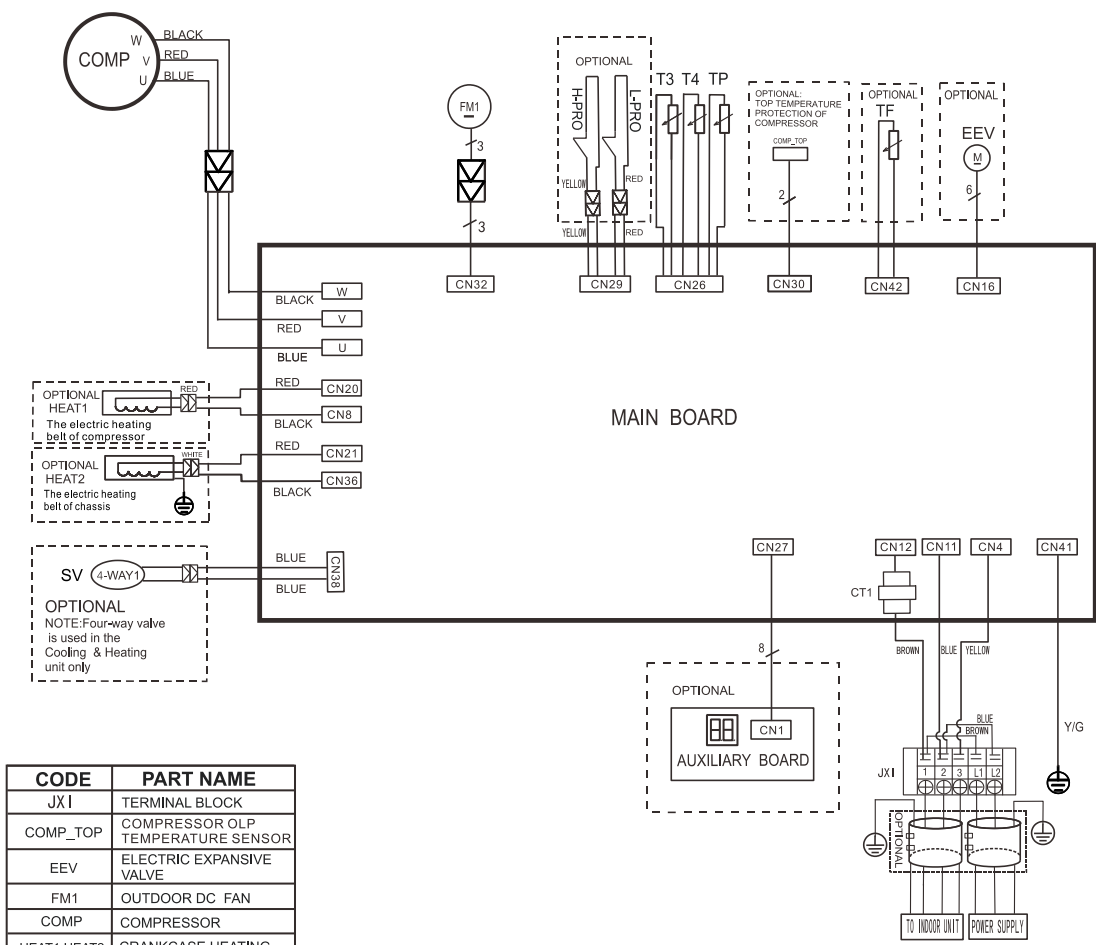 COMP
W
V
U
BLACK
RED
BLUE
FM1
3
3
OPTIONAL
H-PRO
L-PRO
YELLOW
RED
YELLOW
RED
T3 T4 TP
OPTIONAL:
TOP TEMPERATURE
PROTECTION OF
COMPRESSOR
COMP_TOP
2
OPTIONAL
TF
OPTIONAL
EEV
M
6
CN32
CN29
CN26
CN30
CN42
CN16
BLACK
W
RED
V
BLUE
U
OPTIONAL
HEAT1
RED
The electric heating
belt of compressor
RED
CN20
BLACK
CN8
OPTIONAL
HEAT2
WHITE
The electric heating
belt of chassis
RED
CN21
BLACK
CN36
MAIN BOARD
SV
4-WAY1
OPTIONAL
NOTE:Four-way valve
is used in the
Cooling & Heating
unit only
BLUE
BLUE
CN38
CN27
CN12
CN11
CN4
CN41
CT1
8
BROWN
BLUE
YELLOW
Y/G
OPTIONAL
CN1
AUXILIARY BOARD
BLUE
BROWN
JX1
1 2 3 L1 L2
OPTIONAL
TO INDOOR UNIT
POWER SUPPLY
CODE PART NAME
JX1 TERMINAL BLOCK
COMP_TOP COMPRESSOR OLP
TEMPERATURE SENSOR
EEV ELECTRIC EXPANSIVE
VALVE
FM1 OUTDOOR DC FAN
COMP COMPRESSOR
HEAT1,HEAT2 CRANKCASE HEATING